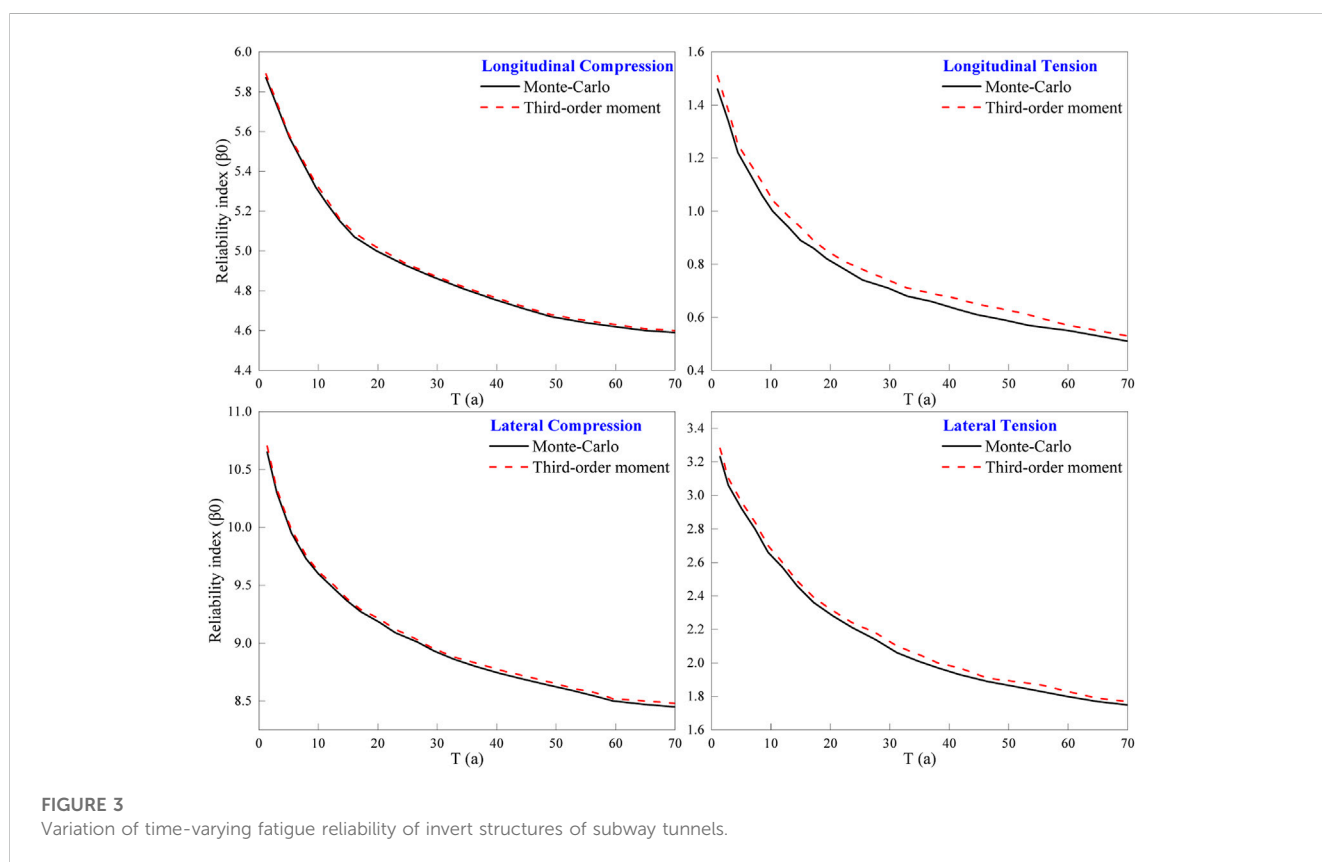 Longitudinal Compression
Monte-Carlo
Third-order moment
Reliability index (β0)
6.0
5.8
5.6
5.4
5.2
5.0
4.8
4.6
4.4
0 10 20 30 40 50 60 70
T (a)
Longitudinal Tension
Monte-Carlo
Third-order moment
1.6
1.4
1.2
1.0
0.8
0.6
0.4
0 10 20 30 40 50 60 70
T (a)
Lateral Compression
Monte-Carlo
Third-order moment
Reliability index (β0)
11.0
10.5
10.0
9.5
9.0
8.5
0 10 20 30 40 50 60 70
T (a)
Lateral Tension
Monte-Carlo
Third-order moment
3.4
3.2
3.0
2.8
2.6
2.4
2.2
2.0
1.8
1.6
0 10 20 30 40 50 60 70
T (a)
FIGURE 3
Variation of time-varying fatigue reliability of invert structures of subway tunnels.